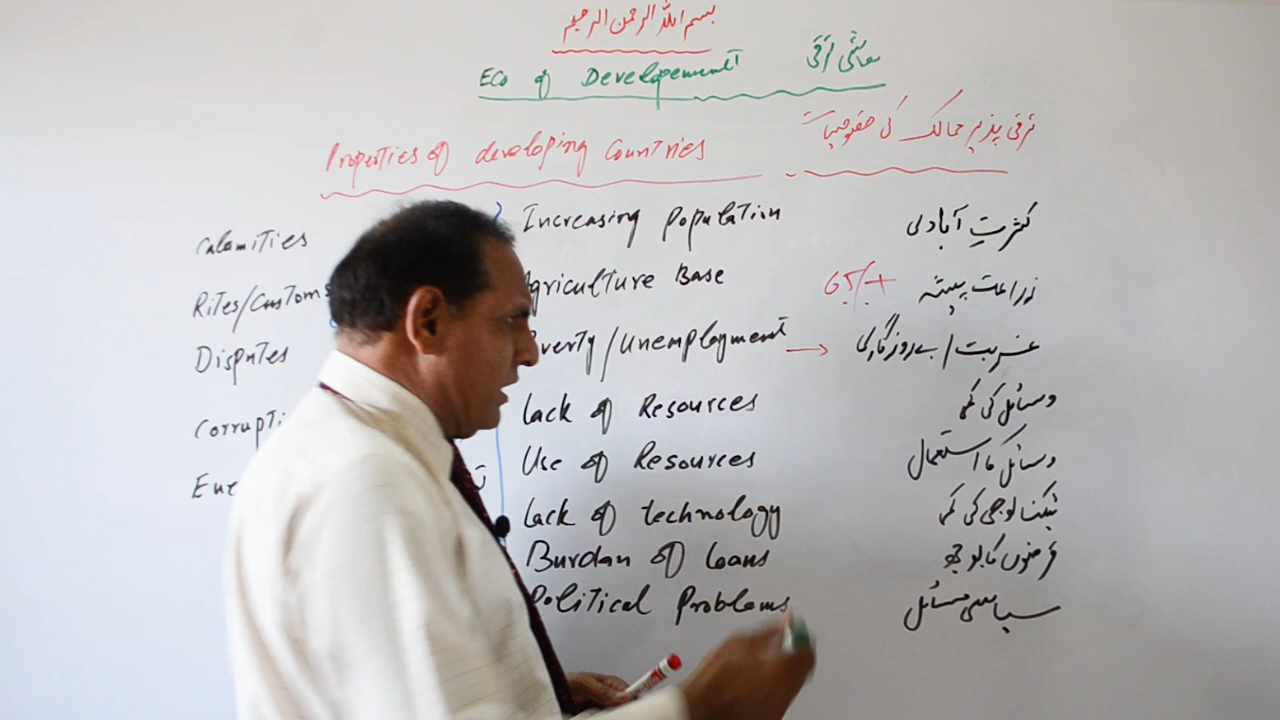 بسم اللہ الرحمن الرحیم
Eco of Developement معاشی ترقی
Properties of developing Countries ترقی پذیر ممالک کی خصوصیات
Calamities
Rites/Customs
Disputes
Increasing Population کثرتِ آبادی
Agriculture Base 65%+ زراعت پیشہ
/Unemployment → غربت/بےروزگاری
Lack of Resources وسائل کی کمی
Use of Resources وسائل کا استعمال
Lack of technology ٹیکنالوجی کی کمی
Burdan of Loans قرضوں کا بوجھ
Political Problems سیاسی مسائل